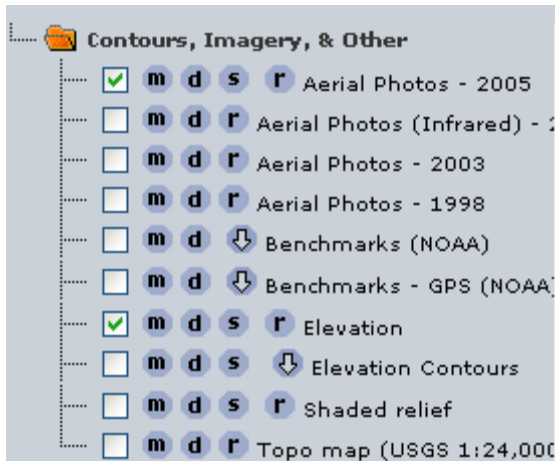 Contours, Imagery, & Other
m d s r Aerial Photos - 2005
m d r Aerial Photos (Infrared) -
m d r Aerial Photos - 2003
m d r Aerial Photos - 1998
m d Benchmarks (NOAA)
m d Benchmarks - GPS (NOAA)
m d s r Elevation
m d s Elevation Contours
m d s r Shaded relief
m d r Topo map (USGS 1:24,000